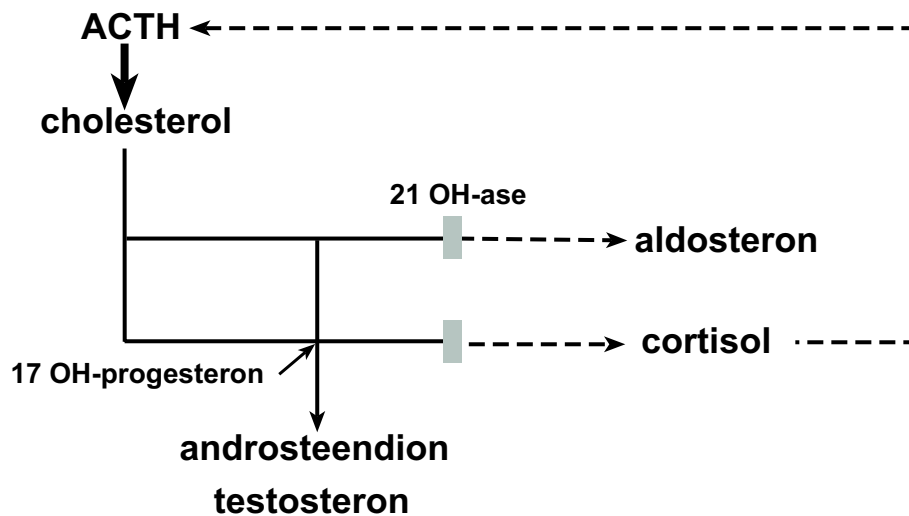 ACTH
cholesterol
21 OH-ase
aldosteron
cortisol
17 OH-progesteron
androsteendion
testosteron